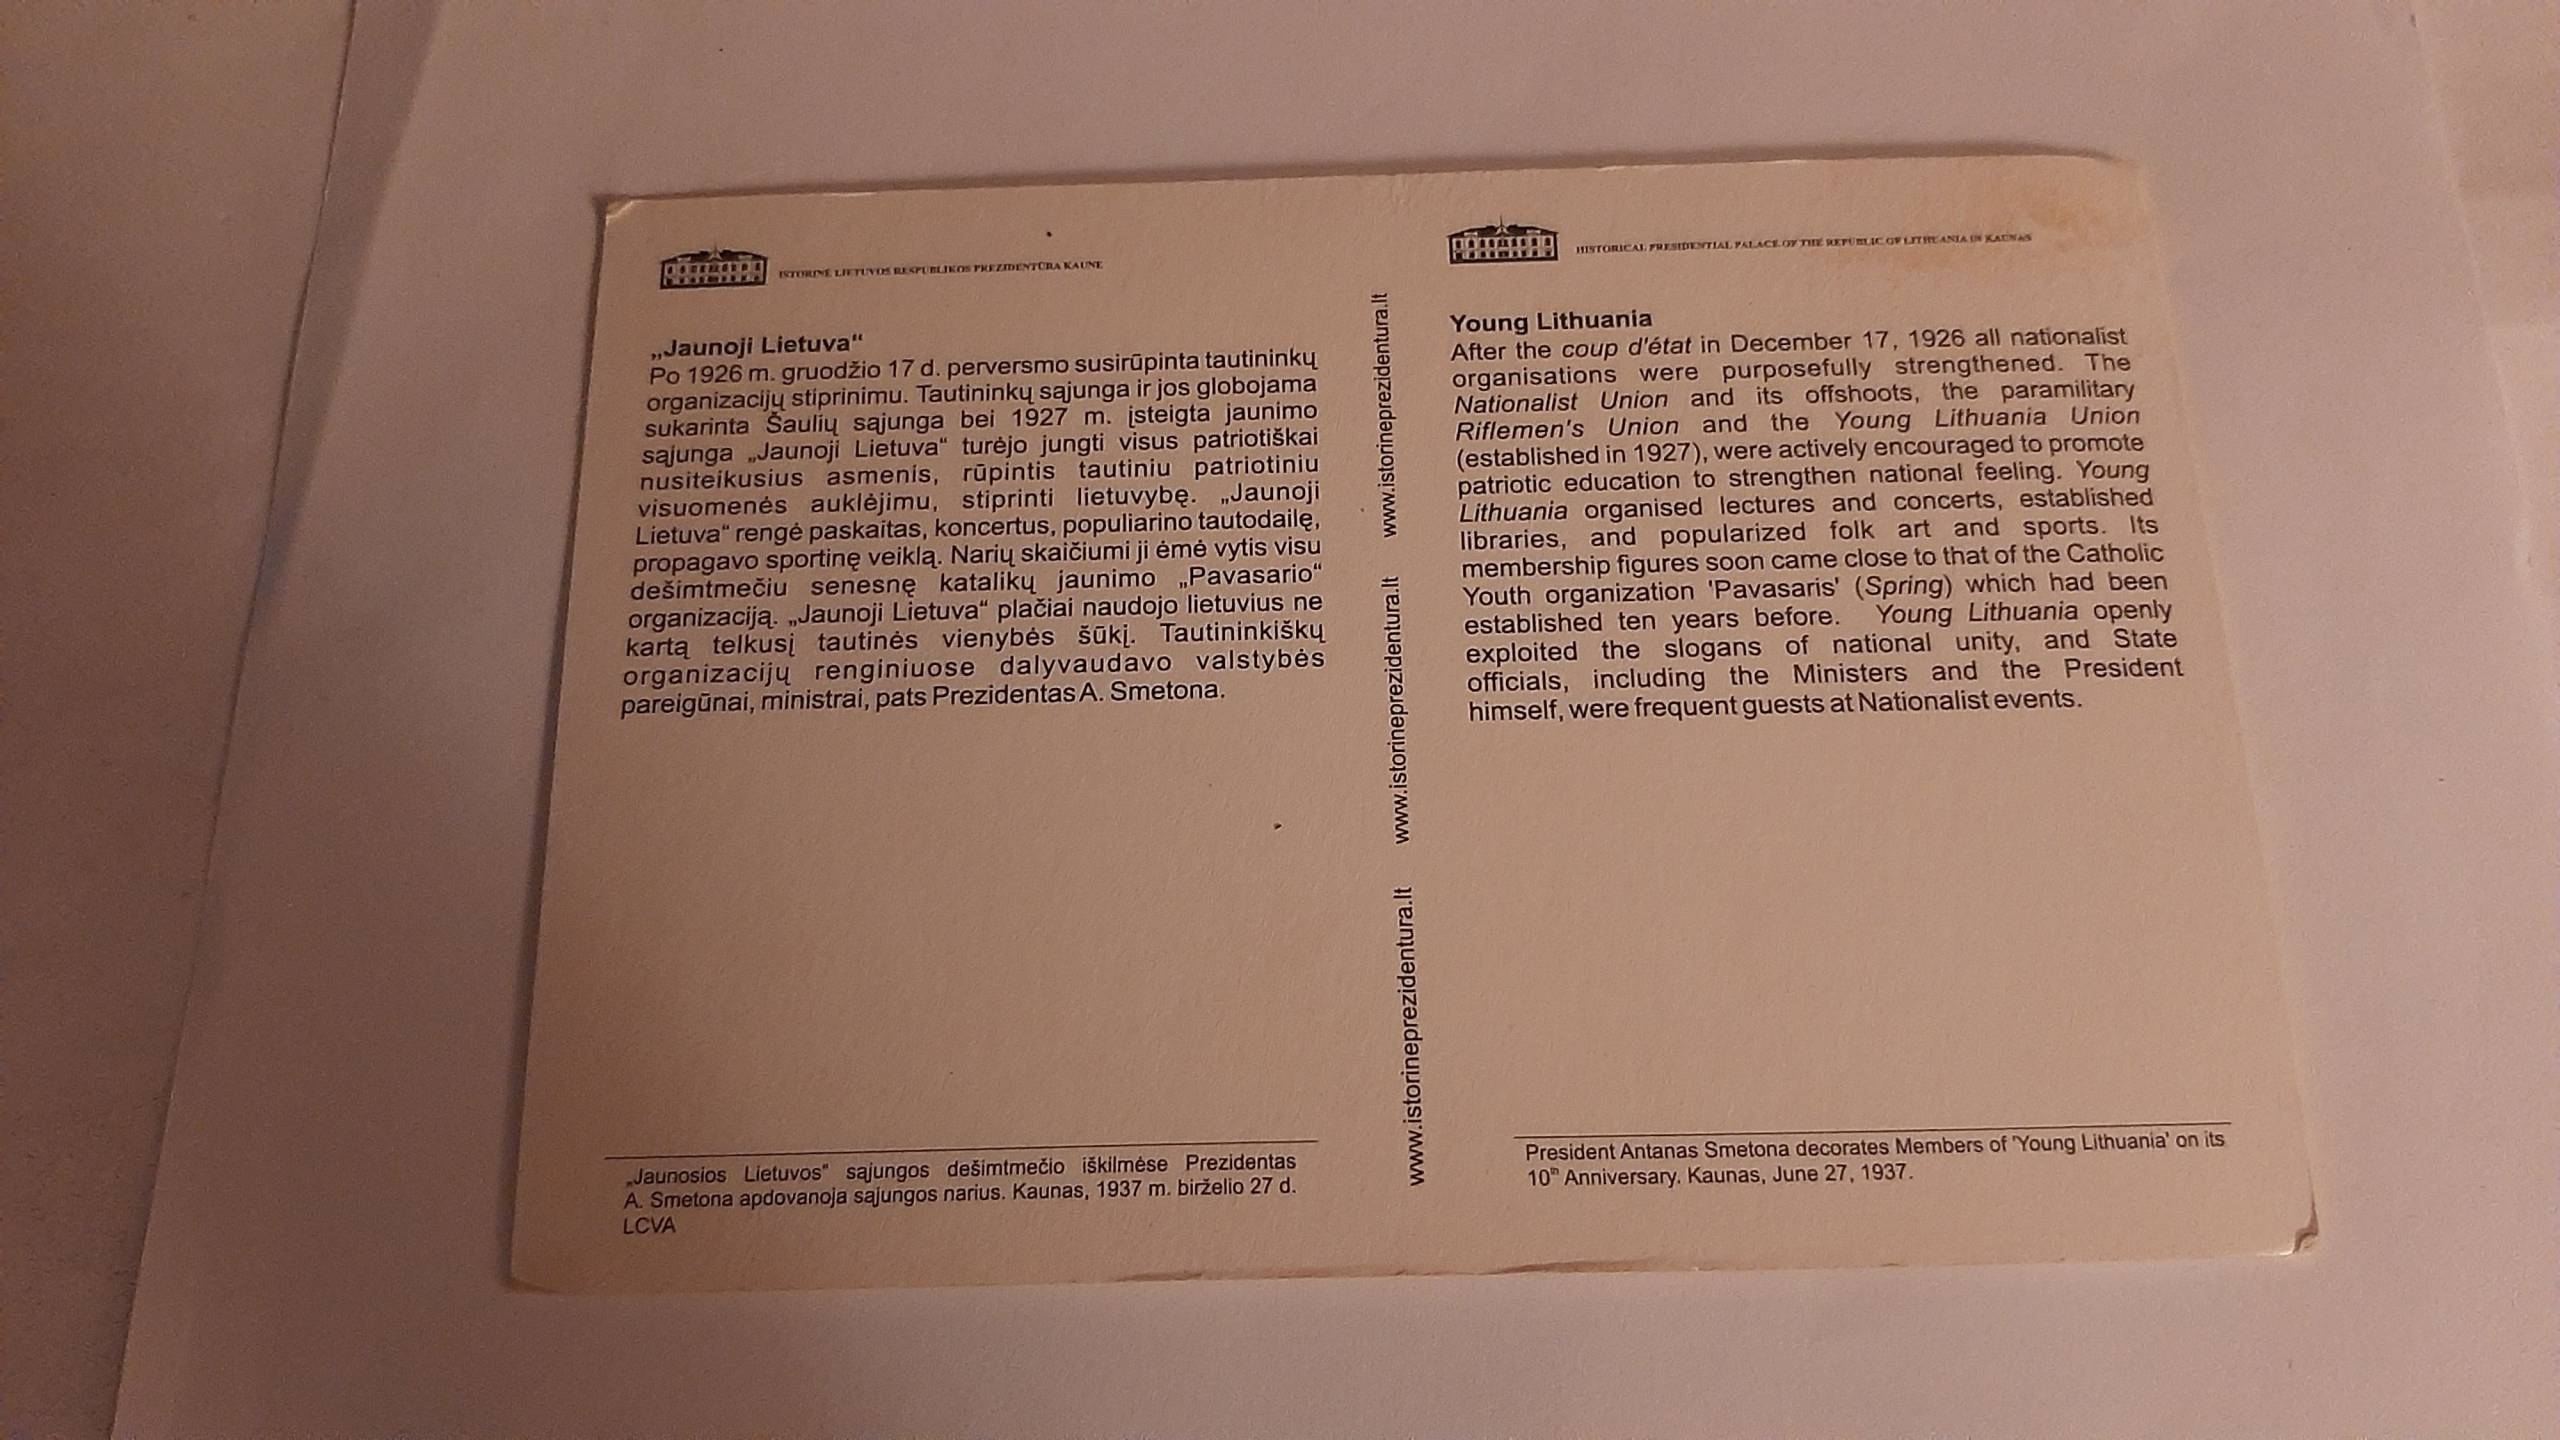 ISTORINĖ LIETUVOS RESPUBLIKOS PREZIDENTŪRA KAUNE
„Jaunoji Lietuva“
Po 1926 m. gruodžio 17 d. perversmo susirūpinta tautininkų
organizacijų stiprinimu. Tautininkų sąjunga ir jos globojama
sukarinta Šaulių sąjunga bei 1927 m. įsteigta jaunimo
sąjunga „Jaunoji Lietuva“ turėjo jungti visus patriotiškai
nusiteikusius asmenis, rūpintis tautiniu patriotiniu
visuomenės auklėjimu, stiprinti lietuvybę. „Jaunoji
Lietuva“ rengė paskaitas, koncertus, populiarino tautodailę,
propagavo sportinę veiklą. Narių skaičiumi ji ėmė vytis visu
dešimtmečiu senesnę katalikų jaunimo „Pavasario“
organizaciją. „Jaunoji Lietuva“ plačiai naudojo lietuvius ne
kartą telkusį tautinės vienybės šūkį. Tautininkiškų
organizacijų renginiuose dalyvaudavo valstybės
pareigūnai, ministrai, pats Prezidentas A. Smetona.
„Jaunosios Lietuvos“ sąjungos dešimtmečio iškilmėse Prezidentas
A. Smetona apdovanoja sąjungos narius. Kaunas, 1937 m. birželio 27 d.
LCVA
www.istorineprezidentura.lt
www.istorineprezidentura.lt
www.istorineprezidentura.lt
HISTORICAL PRESIDENTIAL PALACE OF THE REPUBLIC OF LITHUANIA IN KAUNAS
Young Lithuania
After the coup d'état in December 17, 1926 all nationalist
organisations were purposefully strengthened. The
Nationalist Union and its offshoots, the paramilitary
Riflemen's Union and the Young Lithuania Union
(established in 1927), were actively encouraged to promote
patriotic education to strengthen national feeling. Young
Lithuania organised lectures and concerts, established
libraries, and popularized folk art and sports. Its
membership figures soon came close to that of the Catholic
Youth organization 'Pavasaris' (Spring) which had been
established ten years before. Young Lithuania openly
exploited the slogans of national unity, and State
officials, including the Ministers and the President
himself, were frequent guests at Nationalist events.
President Antanas Smetona decorates Members of 'Young Lithuania' on its
10th Anniversary. Kaunas, June 27, 1937.